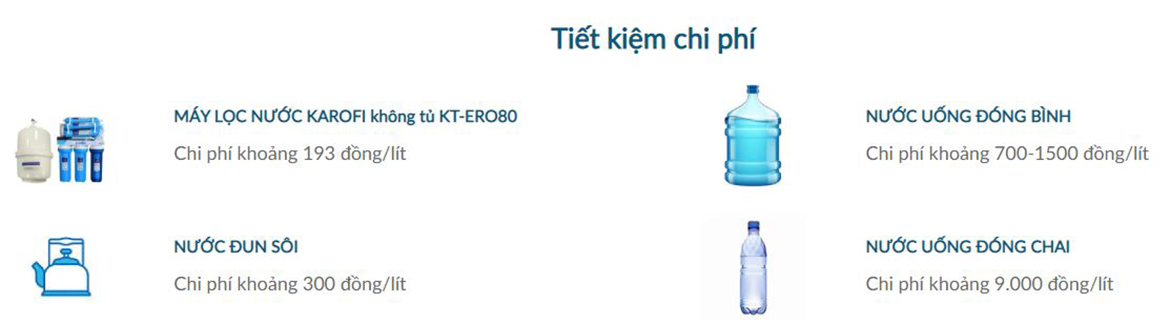 Tiết kiệm chi phí
MÁY LỌC NƯỚC KAROFI không tủ KT-ERO80
Chi phí khoảng 193 đồng/lít
NƯỚC UỐNG ĐÓNG BÌNH
Chi phí khoảng 700-1500 đồng/lít
NƯỚC ĐUN SÔI
Chi phí khoảng 300 đồng/lít
NƯỚC UỐNG ĐÓNG CHAI
Chi phí khoảng 9.000 đồng/lít